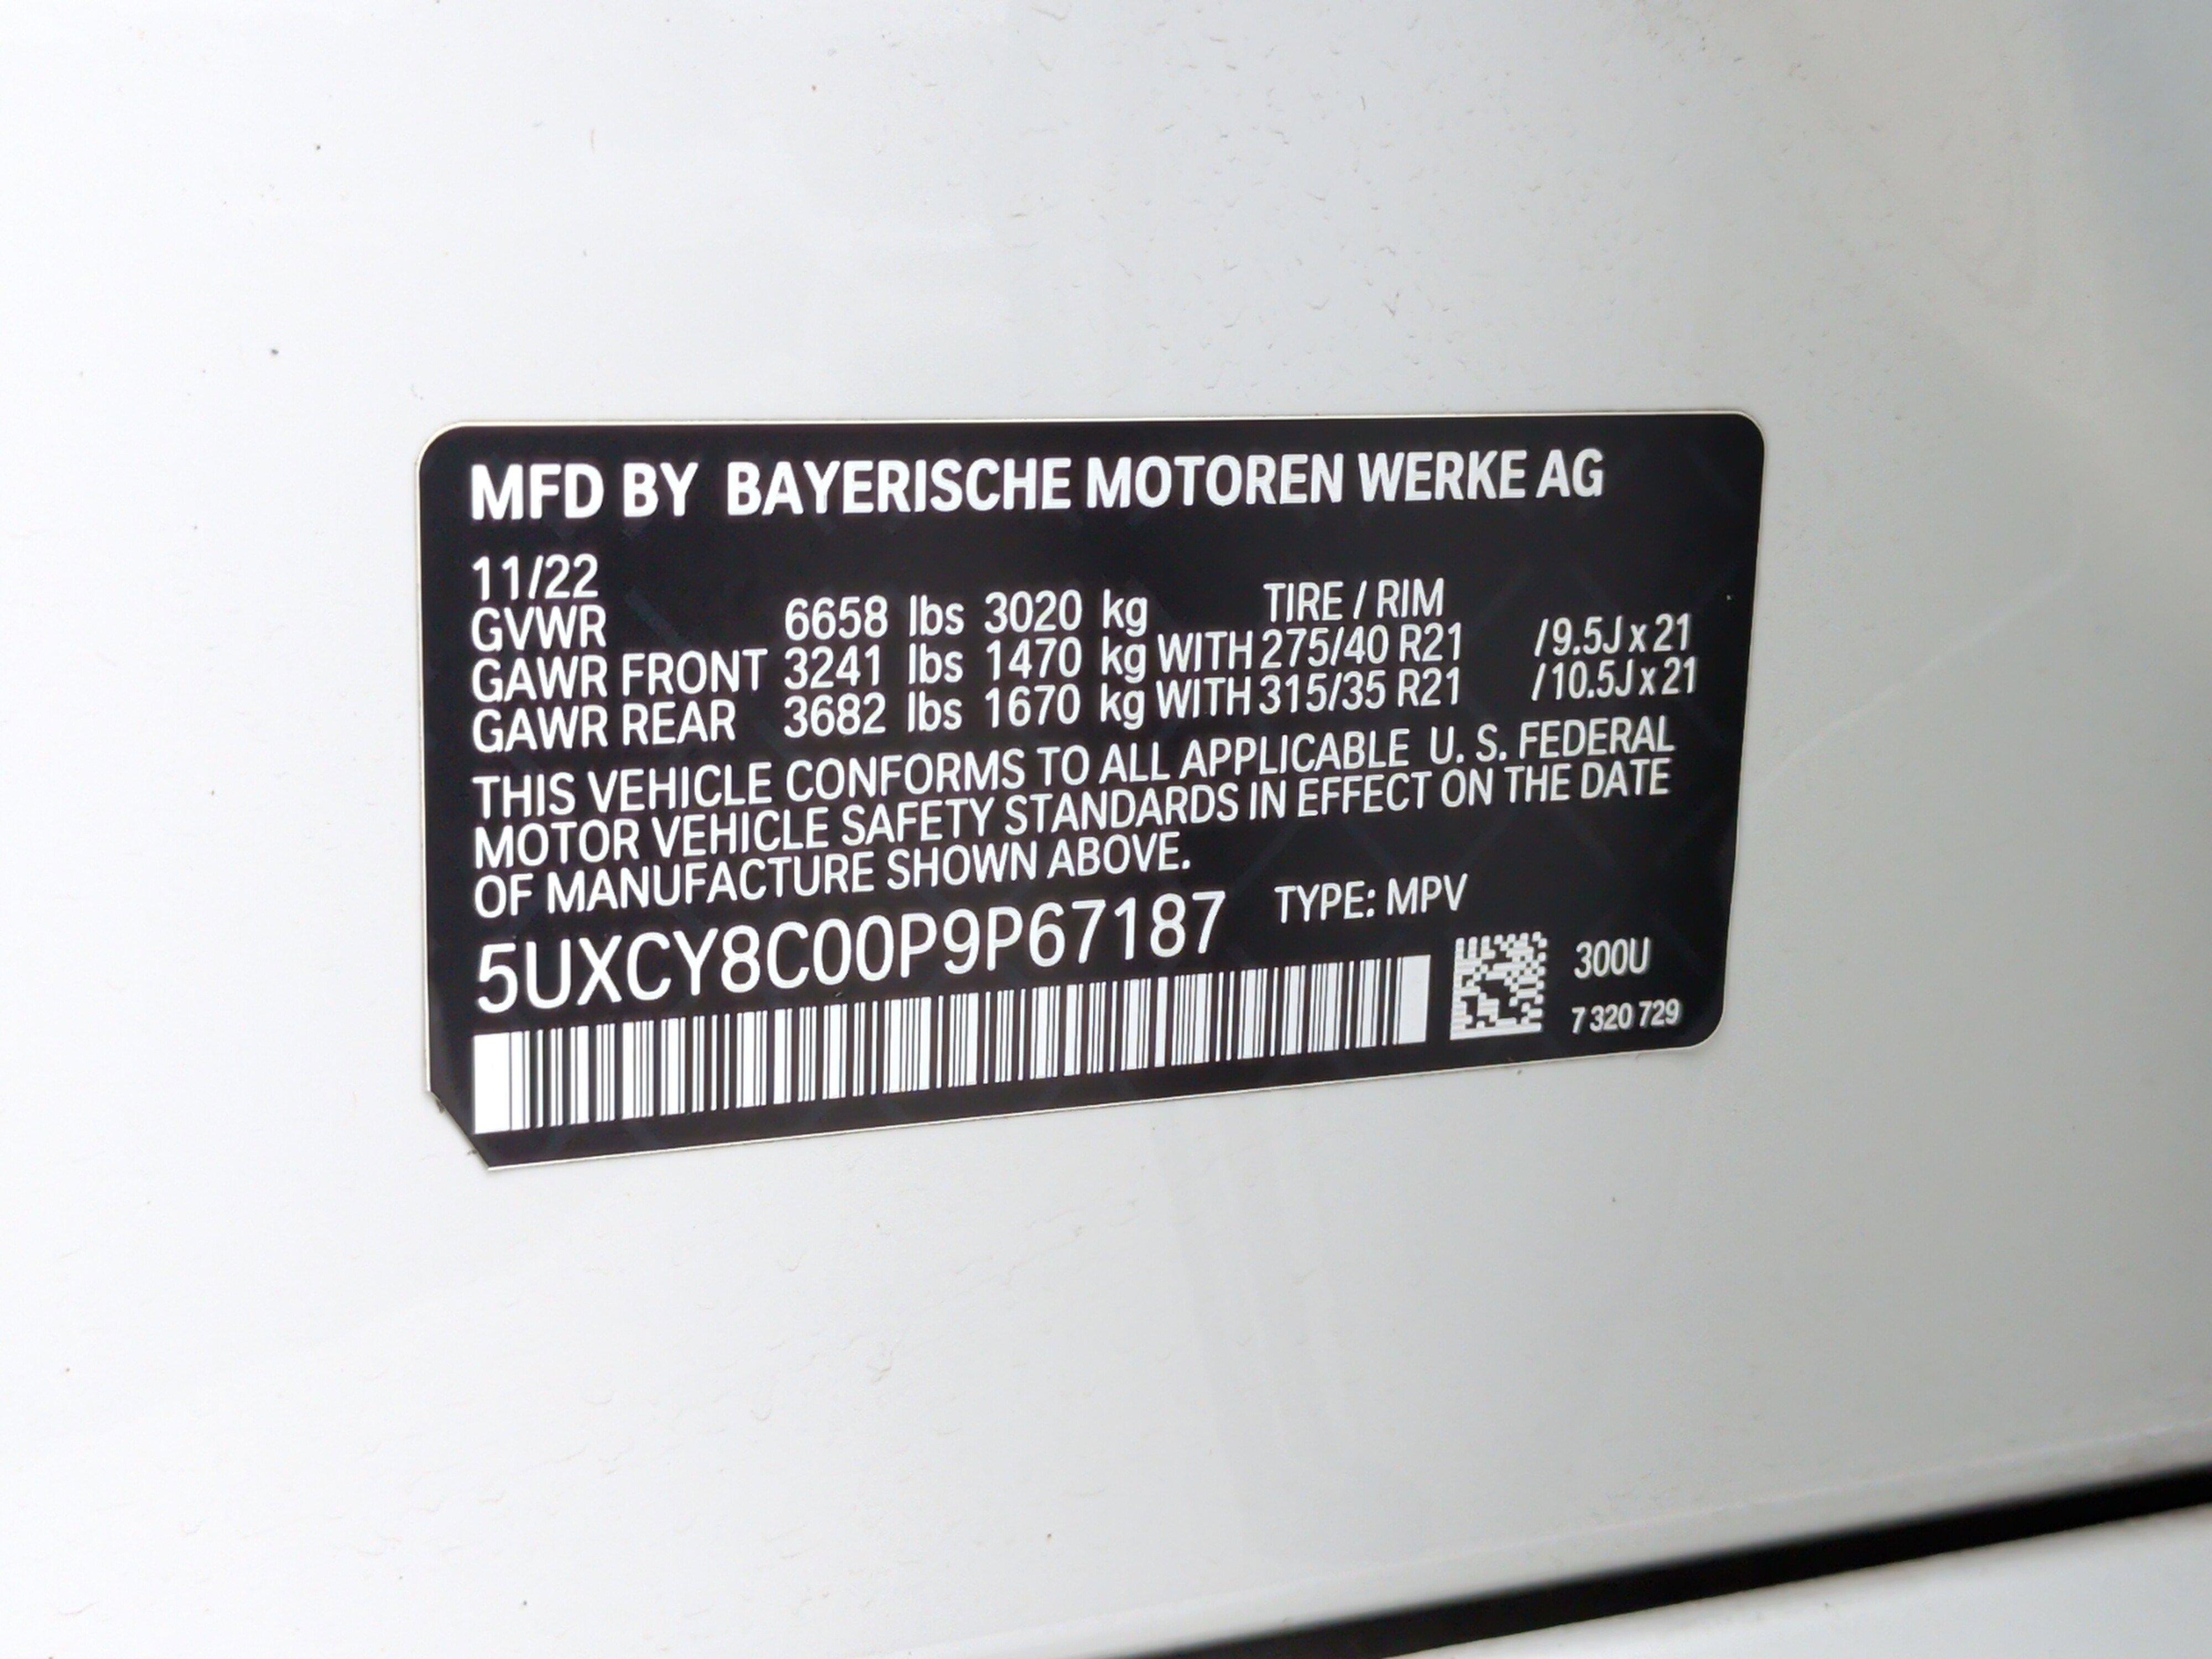 MFD BY BAYERISCHE MOTOREN WERKE AG
11/22
TIRE / RIM
GVWR 6658 lbs 3020 kg
GAWR FRONT 3241 lbs 1470 kg WITH 275/40 R21 /9.5J x 21
GAWR REAR 3682 lbs 1670 kg WITH 315/35 R21 /10.5J x 21
THIS VEHICLE CONFORMS TO ALL APPLICABLE U. S. FEDERAL
MOTOR VEHICLE SAFETY STANDARDS IN EFFECT ON THE DATE
OF MANUFACTURE SHOWN ABOVE.
5UXCY8C00P9P67187 TYPE: MPV
300U
7 320 729